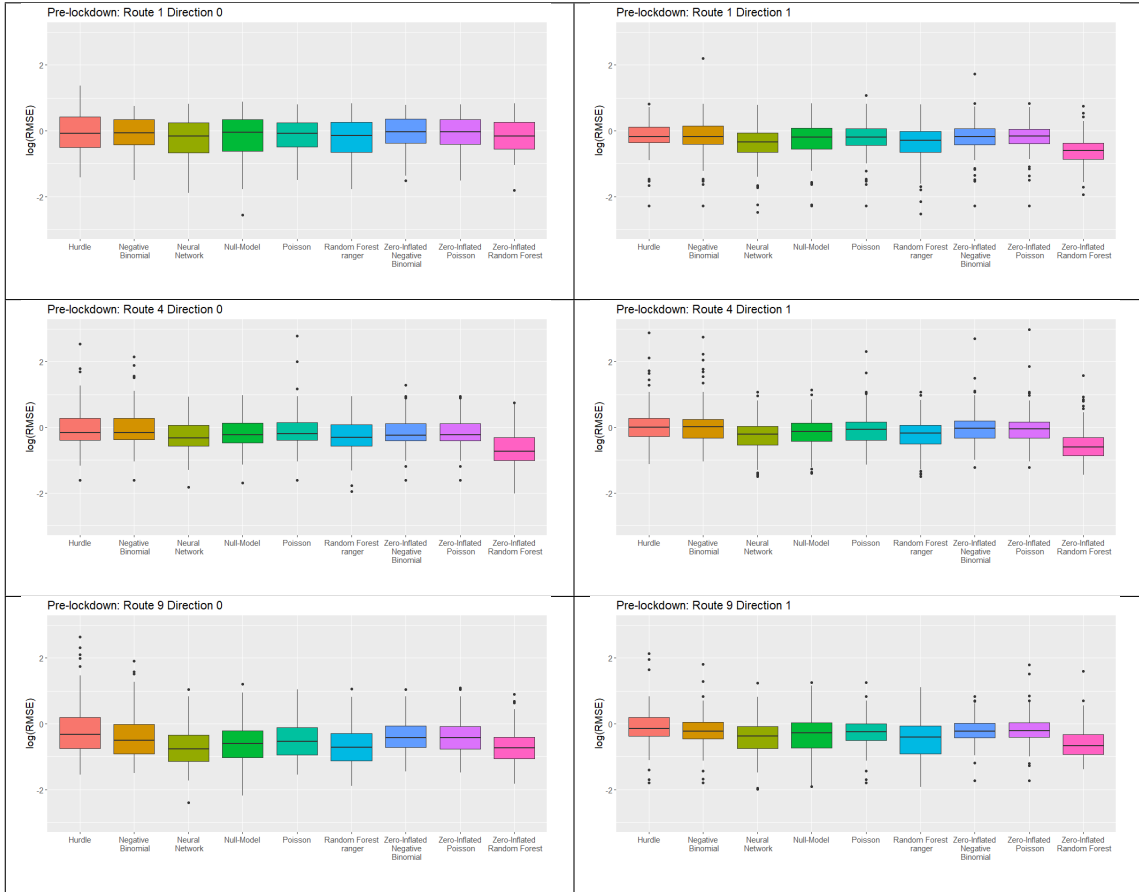 Pre-lockdown: Route 1 Direction 0
log(RMSE)
2
0
-2
Hurdle Negative Neural Null-Model Poisson Random Forest Zero-Inflated Zero-Inflated Zero-Inflated
Binomial Network ranger Negative Poisson Random Forest
Binomial
Pre-lockdown: Route 1 Direction 1
log(RMSE)
2
0
-2
Hurdle Negative Neural Null-Model Poisson Random Forest Zero-Inflated Zero-Inflated Zero-Inflated
Binomial Network ranger Negative Poisson Random Forest
Binomial
Pre-lockdown: Route 4 Direction 0
log(RMSE)
2
0
-2
Hurdle Negative Neural Null-Model Poisson Random Forest Zero-Inflated Zero-Inflated Zero-Inflated
Binomial Network ranger Negative Poisson Random Forest
Binomial
Pre-lockdown: Route 4 Direction 1
log(RMSE)
2
0
-2
Hurdle Negative Neural Null-Model Poisson Random Forest Zero-Inflated Zero-Inflated Zero-Inflated
Binomial Network ranger Negative Poisson Random Forest
Binomial
Pre-lockdown: Route 9 Direction 0
log(RMSE)
2
0
-2
Hurdle Negative Neural Null-Model Poisson Random Forest Zero-Inflated Zero-Inflated Zero-Inflated
Binomial Network ranger Negative Poisson Random Forest
Binomial
Pre-lockdown: Route 9 Direction 1
log(RMSE)
2
0
-2
Hurdle Negative Neural Null-Model Poisson Random Forest Zero-Inflated Zero-Inflated Zero-Inflated
Binomial Network ranger Negative Poisson Random Forest
Binomial